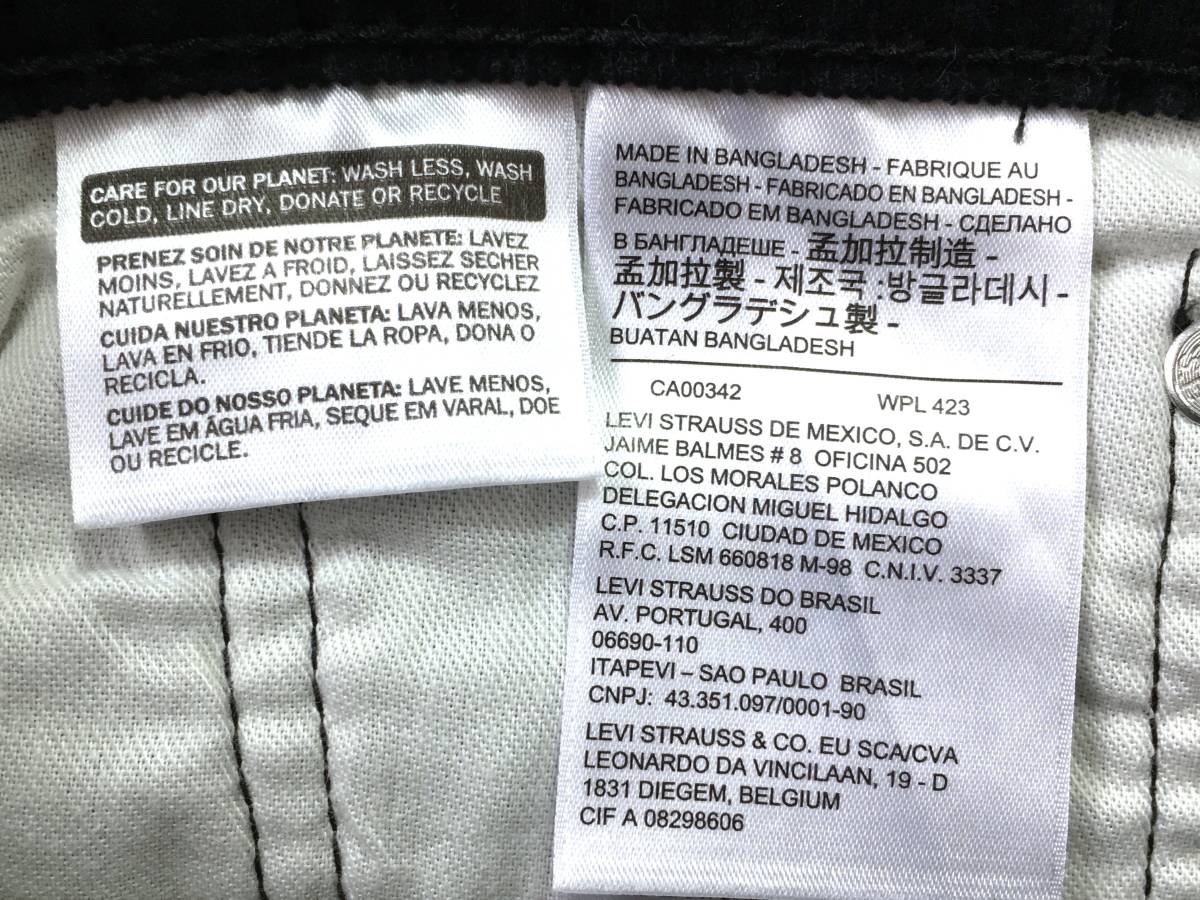 CARE FOR OUR PLANET: WASH LESS, WASH
COLD, LINE DRY, DONATE OR RECYCLE
PRENEZ SOIN DE NOTRE PLANETE: LAVEZ
MOINS, LAVEZ A FROID, LAISSEZ SECHER
NATURELLEMENT, DONNEZ OU RECYCLEZ
CUIDA NUESTRO PLANETA: LAVA MENOS,
LAVA EN FRIO, TIENDE LA ROPA, DONA O
RECICLA.
CUIDE DO NOSSO PLANETA: LAVE MENOS,
LAVE EM ÁGUA FRIA, SEQUE EM VARAL, DOE
OU RECICLE.
MADE IN BANGLADESH - FABRIQUE AU
BANGLADESH - FABRICADO EN BANGLADESH -
FABRICADO EM BANGLADESH - СДЕЛАНО
В БАНГЛАДЕШЕ - 孟加拉制造 -
孟加拉製 - 제조국 :방글라데시 -
バングラデシュ製 -
BUATAN BANGLADESH
CA00342 WPL 423
LEVI STRAUSS DE MEXICO, S.A. DE C.V.
JAIME BALMES # 8 OFICINA 502
COL. LOS MORALES POLANCO
DELEGACION MIGUEL HIDALGO
C.P. 11510 CIUDAD DE MEXICO
R.F.C. LSM 660818 M-98 C.N.I.V. 3337
LEVI STRAUSS DO BRASIL
AV. PORTUGAL, 400
06690-110
ITAPEVI – SAO PAULO BRASIL
CNPJ: 43.351.097/0001-90
LEVI STRAUSS & CO. EU SCA/CVA
LEONARDO DA VINCILAAN, 19 - D
1831 DIEGEM, BELGIUM
CIF A 08298606